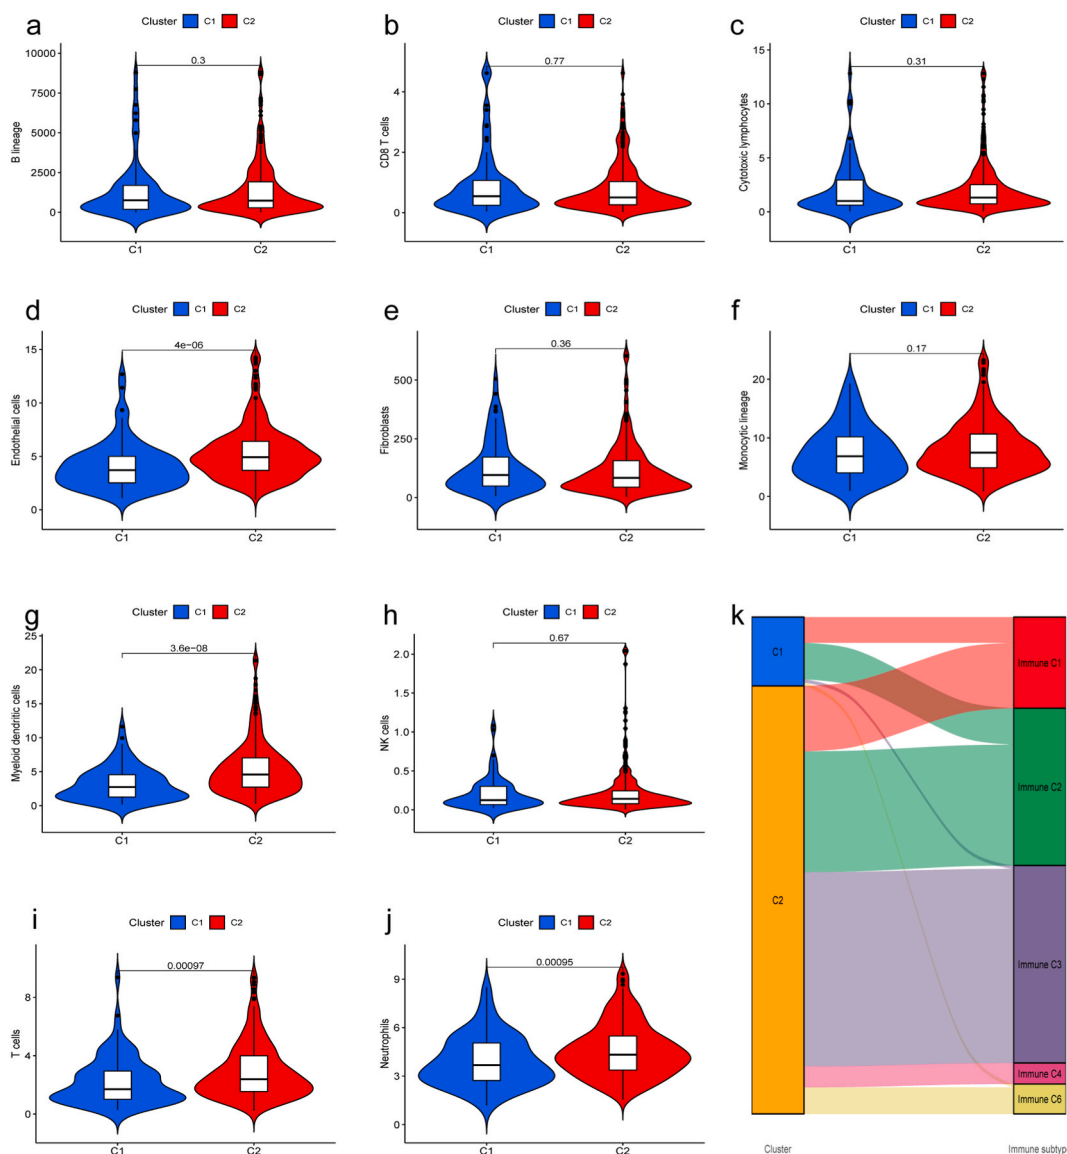 a
Cluster C1 C2
B lineage
10000
7500
5000
2500
0
0.3
C1 C2
b
Cluster C1 C2
CD8 T cells
4
2
0
0.77
C1 C2
c
Cluster C1 C2
Cytotoxic lymphocytes
15
10
5
0
0.31
C1 C2
d
Cluster C1 C2
Endothelial cells
15
10
5
0
4e−06
C1 C2
e
Cluster C1 C2
Fibroblasts
500
250
0
0.36
C1 C2
f
Cluster C1 C2
Monocytic lineage
20
10
0
0.17
C1 C2
g
Cluster C1 C2
Myeloid dendritic cells
25
20
15
10
5
0
3.6e−08
C1 C2
h
Cluster C1 C2
NK cells
2.0
1.5
1.0
0.5
0.0
0.67
C1 C2
i
Cluster C1 C2
T cells
8
4
0
0.00097
C1 C2
j
Cluster C1 C2
Neutrophils
9
6
3
0
0.00095
C1 C2
k
C1
C2
Immune C1
Immune C2
Immune C3
Immune C4
Immune C6
Cluster
Immune subtyp